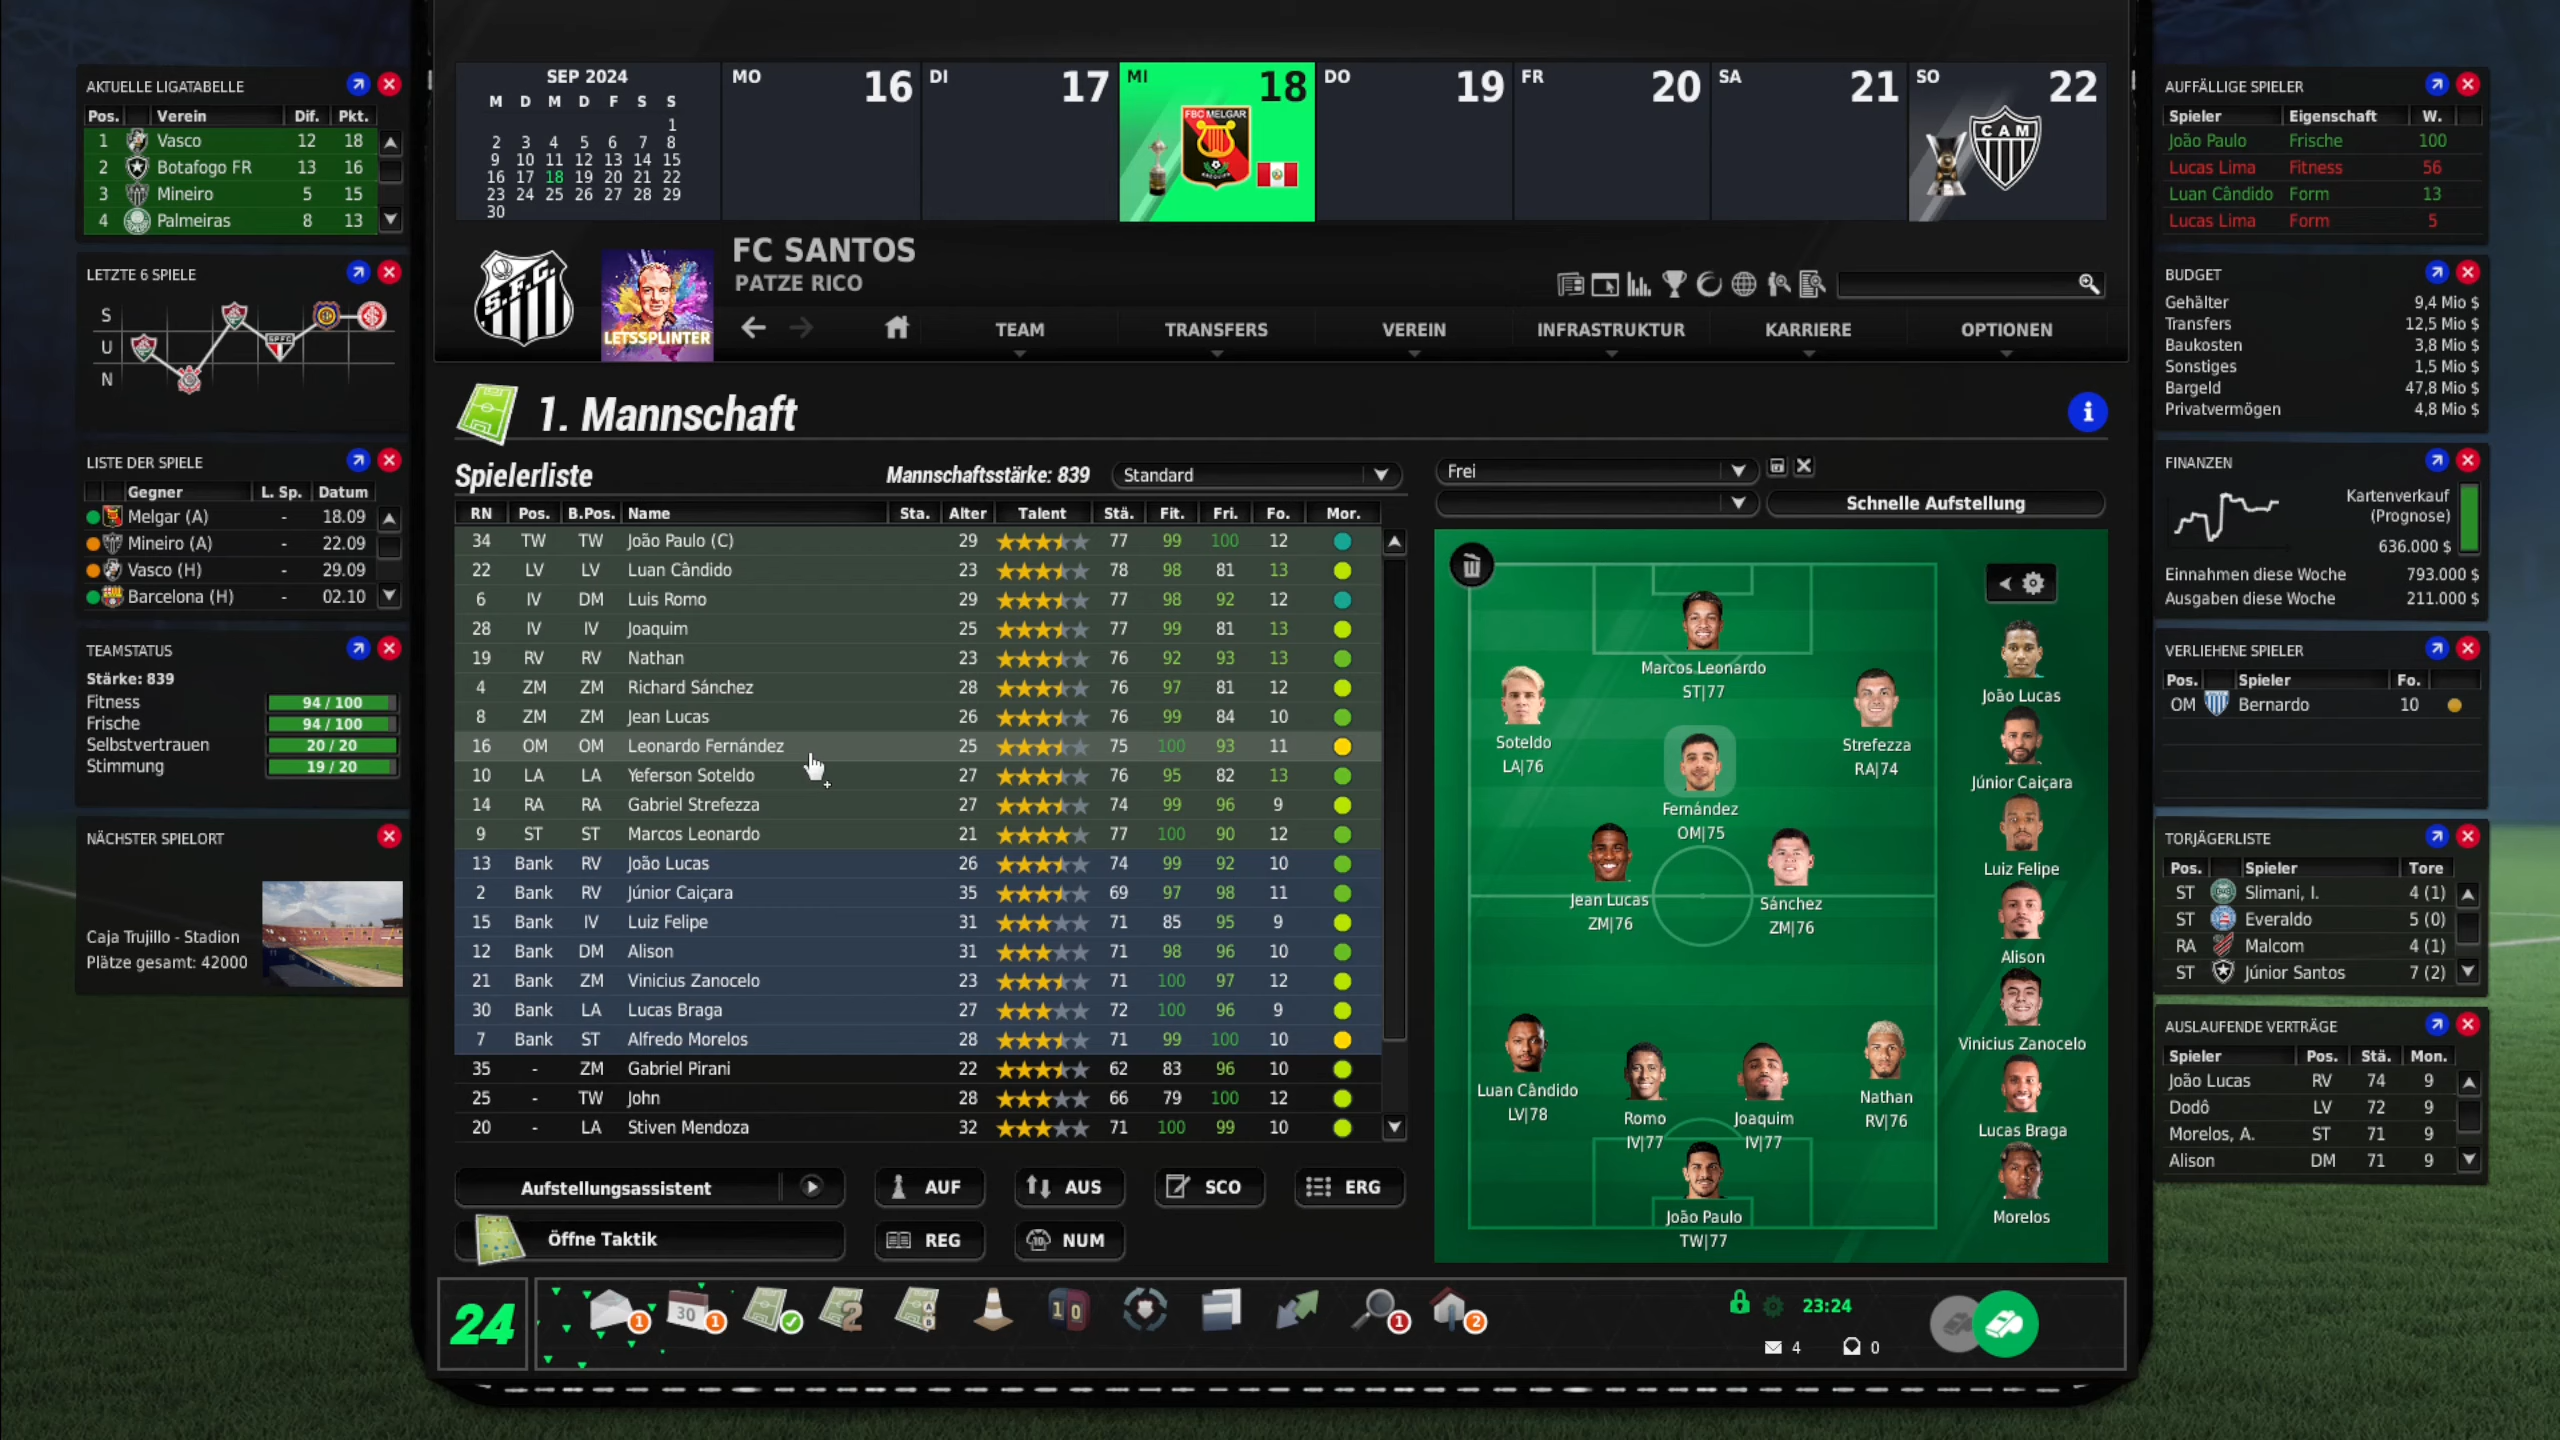 AKTUELLE LIGATABELLE
Pos. Verein Dif. Pkt.
1 Vasco 12 18
2 Botafogo FR 13 16
3 Mineiro 5 15
4 Palmeiras 8 13
LETZTE 6 SPIELE
S
U
N
LISTE DER SPIELE
Gegner L. Sp. Datum
Melgar (A) - 18.09
Mineiro (A) - 22.09
Vasco (H) - 29.09
Barcelona (H) - 02.10
TEAMSTATUS
Stärke: 839
Fitness 94 / 100
Frische 94 / 100
Selbstvertrauen 20 / 20
Stimmung 19 / 20
NÄCHSTER SPIELORT
Caja Trujillo - Stadion
Plätze gesamt: 42000
SEP 2024
M D M D F S S
1
2 3 4 5 6 7 8
9 10 11 12 13 14 15
16 17 18 19 20 21 22
23 24 25 26 27 28 29
30
MO 16
DI 17
MI 18
FBC MELGAR
DO 19
FR 20
SA 21
SO 22
CAM
S.F.C.
LETSSPLINTER
FC SANTOS
PATZE RICO
TEAM TRANSFERS VEREIN INFRASTRUKTUR KARRIERE OPTIONEN
1. Mannschaft
Spielerliste Mannschaftsstärke: 839 Standard
RN Pos. B.Pos. Name Sta. Alter Talent Stä. Fit. Fri. Fo. Mor.
34 TW TW João Paulo (C) 29 77 99 100 12
22 LV LV Luan Cândido 23 78 98 81 13
6 IV DM Luis Romo 29 77 98 92 12
28 IV IV Joaquim 25 77 99 81 13
19 RV RV Nathan 23 76 92 93 13
4 ZM ZM Richard Sánchez 28 76 97 81 12
8 ZM ZM Jean Lucas 26 76 99 84 10
16 OM OM Leonardo Fernández 25 75 100 93 11
10 LA LA Yeferson Soteldo 27 76 95 82 13
14 RA RA Gabriel Strefezza 27 74 99 96 9
9 ST ST Marcos Leonardo 21 77 100 90 12
13 Bank RV João Lucas 26 74 99 92 10
2 Bank RV Júnior Caiçara 35 69 97 98 11
15 Bank IV Luiz Felipe 31 71 85 95 9
12 Bank DM Alison 31 71 98 96 10
21 Bank ZM Vinicius Zanocelo 23 71 100 97 12
30 Bank LA Lucas Braga 27 72 100 96 9
7 Bank ST Alfredo Morelos 28 71 99 100 10
35 - ZM Gabriel Pirani 22 62 83 96 10
25 - TW John 28 66 79 100 12
20 - LA Stiven Mendoza 32 71 100 99 10
Aufstellungsassistent AUF AUS SCO ERG
Öffne Taktik REG NUM
Frei
Schnelle Aufstellung
Marcos Leonardo
ST|77
Soteldo
LA|76
Strefezza
RA|74
Fernández
OM|75
Jean Lucas
ZM|76
Sánchez
ZM|76
Luan Cândido
LV|78
Romo
IV|77
Joaquim
IV|77
Nathan
RV|76
João Paulo
TW|77
João Lucas
Júnior Caiçara
Luiz Felipe
Alison
Vinicius Zanocelo
Lucas Braga
Morelos
24
1
30 1
2
1 0
1
2
23:24
4 0
AUFFÄLLIGE SPIELER
Spieler Eigenschaft W.
João Paulo Frische 100
Lucas Lima Fitness 56
Luan Cândido Form 13
Lucas Lima Form 5
BUDGET
Gehälter 9,4 Mio $
Transfers 12,5 Mio $
Baukosten 3,8 Mio $
Sonstiges 1,5 Mio $
Bargeld 47,8 Mio $
Privatvermögen 4,8 Mio $
FINANZEN
Kartenverkauf
(Prognose)
636.000 $
Einnahmen diese Woche 793.000 $
Ausgaben diese Woche 211.000 $
VERLIEHENE SPIELER
Pos. Spieler Fo.
OM Bernardo 10
TORJÄGERLISTE
Pos. Spieler Tore
ST Slimani, I. 4 (1)
ST Everaldo 5 (0)
RA Malcom 4 (1)
ST Júnior Santos 7 (2)
AUSLAUFENDE VERTRÄGE
Spieler Pos. Stä. Mon.
João Lucas RV 74 9
Dodô LV 72 9
Morelos, A. ST 71 9
Alison DM 71 9